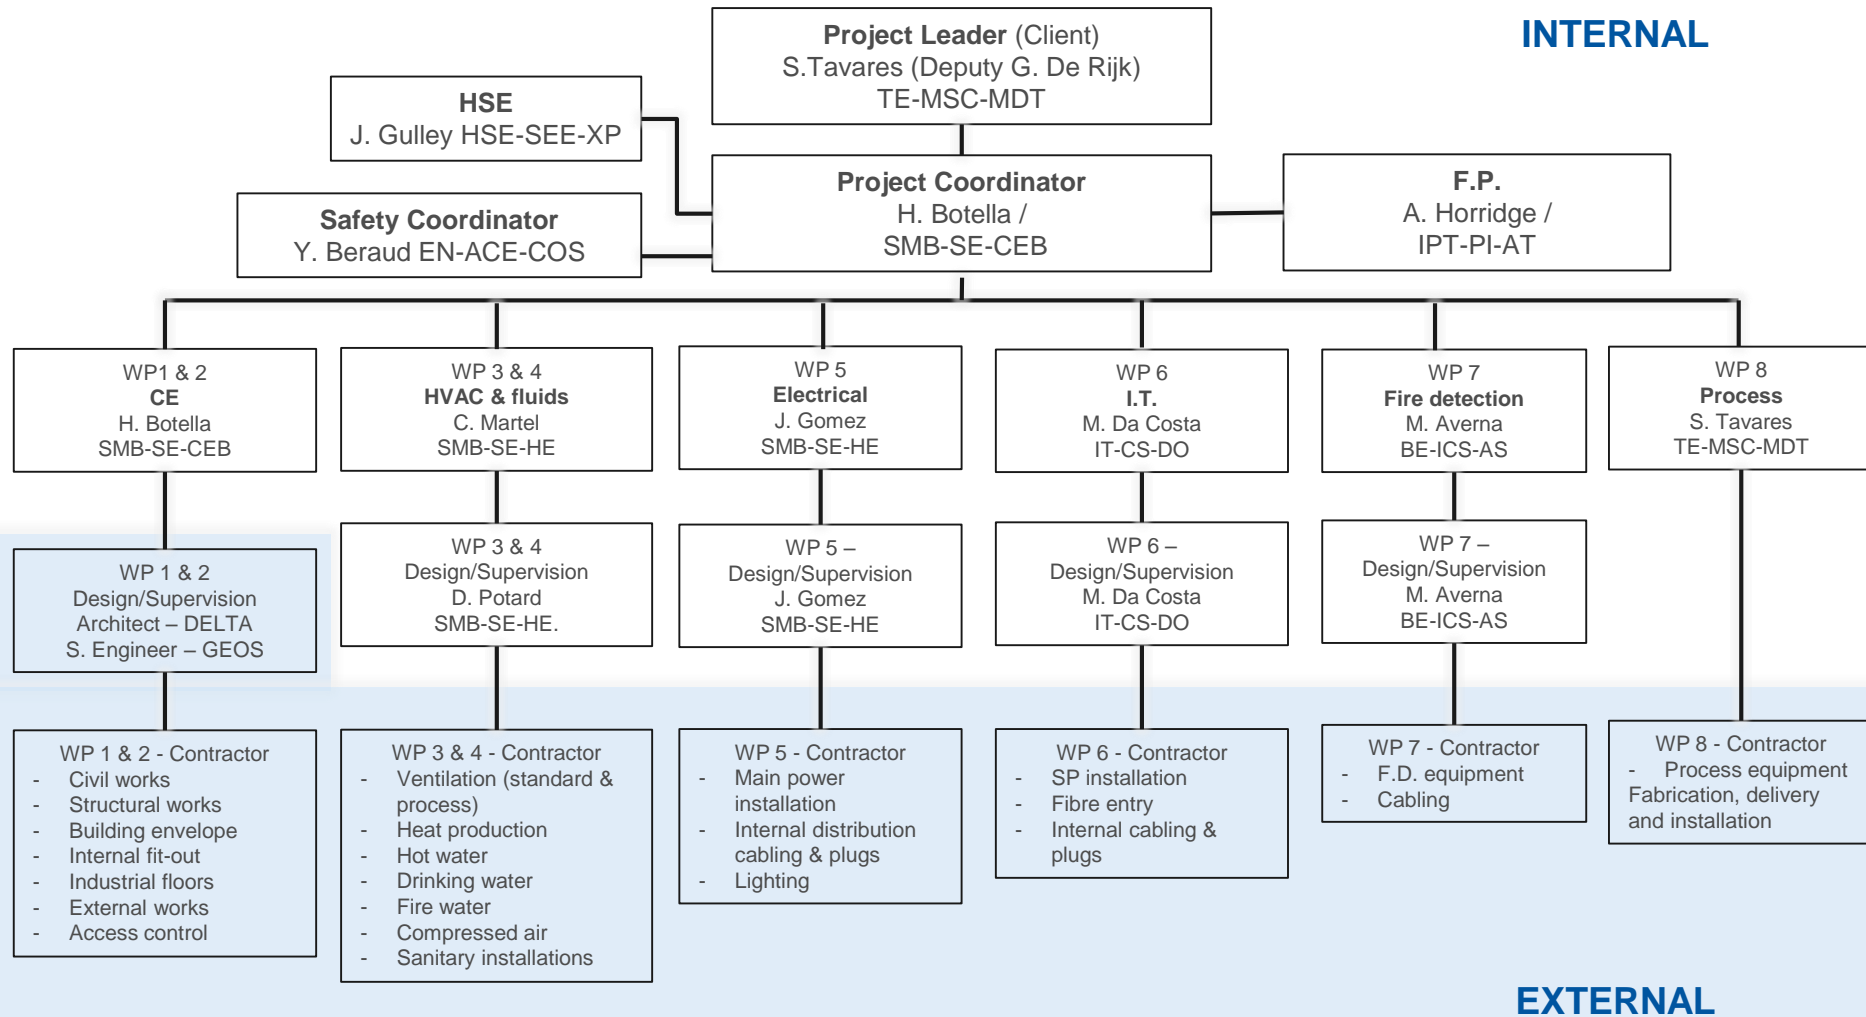 INTERNAL
Project Leader (Client)
S.Tavares (Deputy G. De Rijk)
TE-MSC-MDT
HSE
J. Gulley HSE-SEE-XP
Project Coordinator
H. Botella /
SMB-SE-CEB
F.P.
A. Horridge /
IPT-PI-AT
Safety Coordinator
Y. Beraud EN-ACE-COS
WP1 & 2
CE
H. Botella
SMB-SE-CEB
WP 3 & 4
HVAC & fluids
C. Martel
SMB-SE-HE
WP 5
Electrical
J. Gomez
SMB-SE-HE
WP 6
I.T.
M. Da Costa
IT-CS-DO
WP 7
Fire detection
M. Averna
BE-ICS-AS
WP 8
Process
S. Tavares
TE-MSC-MDT
WP 1 & 2
Design/Supervision
Architect – DELTA
S. Engineer – GEOS
WP 3 & 4
Design/Supervision
D. Potard
SMB-SE-HE.
WP 5 –
Design/Supervision
J. Gomez
SMB-SE-HE
WP 6 –
Design/Supervision
M. Da Costa
IT-CS-DO
WP 7 –
Design/Supervision
M. Averna
BE-ICS-AS
WP 1 & 2 - Contractor
- Civil works
- Structural works
- Building envelope
- Internal fit-out
- Industrial floors
- External works
- Access control
WP 3 & 4 - Contractor
- Ventilation (standard &
process)
- Heat production
- Hot water
- Drinking water
- Fire water
- Compressed air
- Sanitary installations
WP 5 - Contractor
- Main power
installation
- Internal distribution
cabling & plugs
- Lighting
WP 6 - Contractor
- SP installation
- Fibre entry
- Internal cabling &
plugs
WP 7 - Contractor
- F.D. equipment
- Cabling
WP 8 - Contractor
- Process equipment
Fabrication, delivery
and installation
EXTERNAL